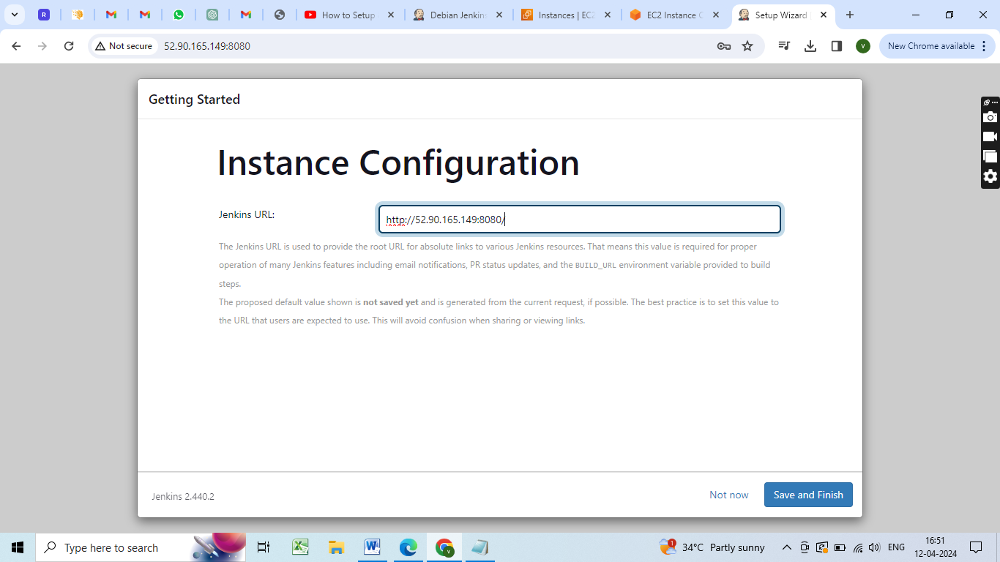 How to Setup
Debian Jenkins
Instances | EC2
EC2 Instance C
Setup Wizard
Not secure
52.90.165.149:8080
V
New Chrome available
Getting Started
Instance Configuration
Jenkins URL:
http://52.90.165.149:8080/
The Jenkins URL is used to provide the root URL for absolute links to various Jenkins resources. That means this value is required for proper
operation of many Jenkins features including email notifications, PR status updates, and the BUILD_URL environment variable provided to build
steps.
The proposed default value shown is not saved yet and is generated from the current request, if possible. The best practice is to set this value to
the URL that users are expected to use. This will avoid confusion when sharing or viewing links.
Jenkins 2.440.2
Not now
Save and Finish
Type here to search
1
34°C Partly sunny
ENG
16:51
12-04-2024